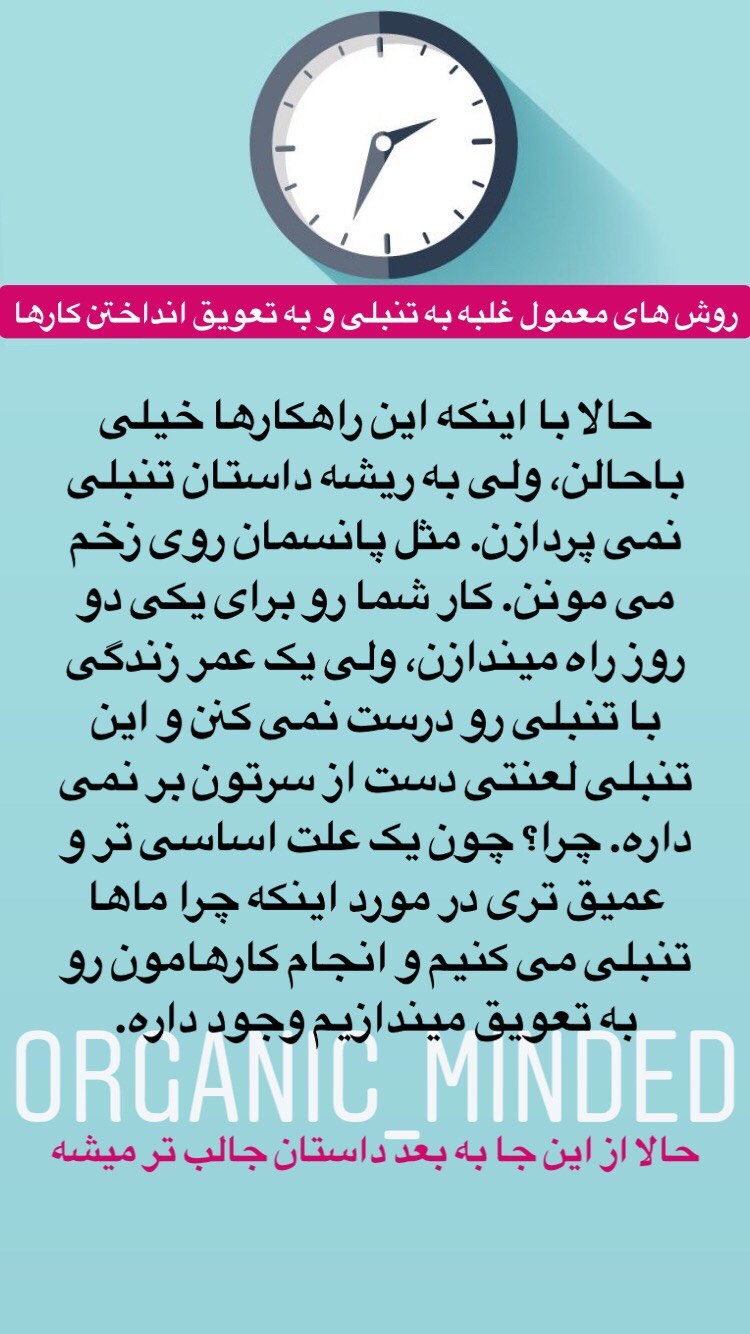 روش های معمول غلبه به تنبلی و به تعویق انداختن کارها
حالا با اینکه این راهکارها خیلی
باحالن، ولی به ریشه داستان تنبلی
نمی پردازن. مثل پانسمان روی زخم
می مونن. کار شما رو برای یکی دو
روز راه میندازن، ولی یک عمر زندگی
با تنبلی رو درست نمی کنن و این
تنبلی لعنتی دست از سرتون بر نمی
داره. چرا؟ چون یک علت اساسی تر و
عمیق تری در مورد اینکه چرا ماها
تنبلی می کنیم و انجام کارهامون رو
به تعویق میندازیم وجود داره.
ORGANIC_MINDED
حالا از این جا به بعد داستان جالب تر میشه